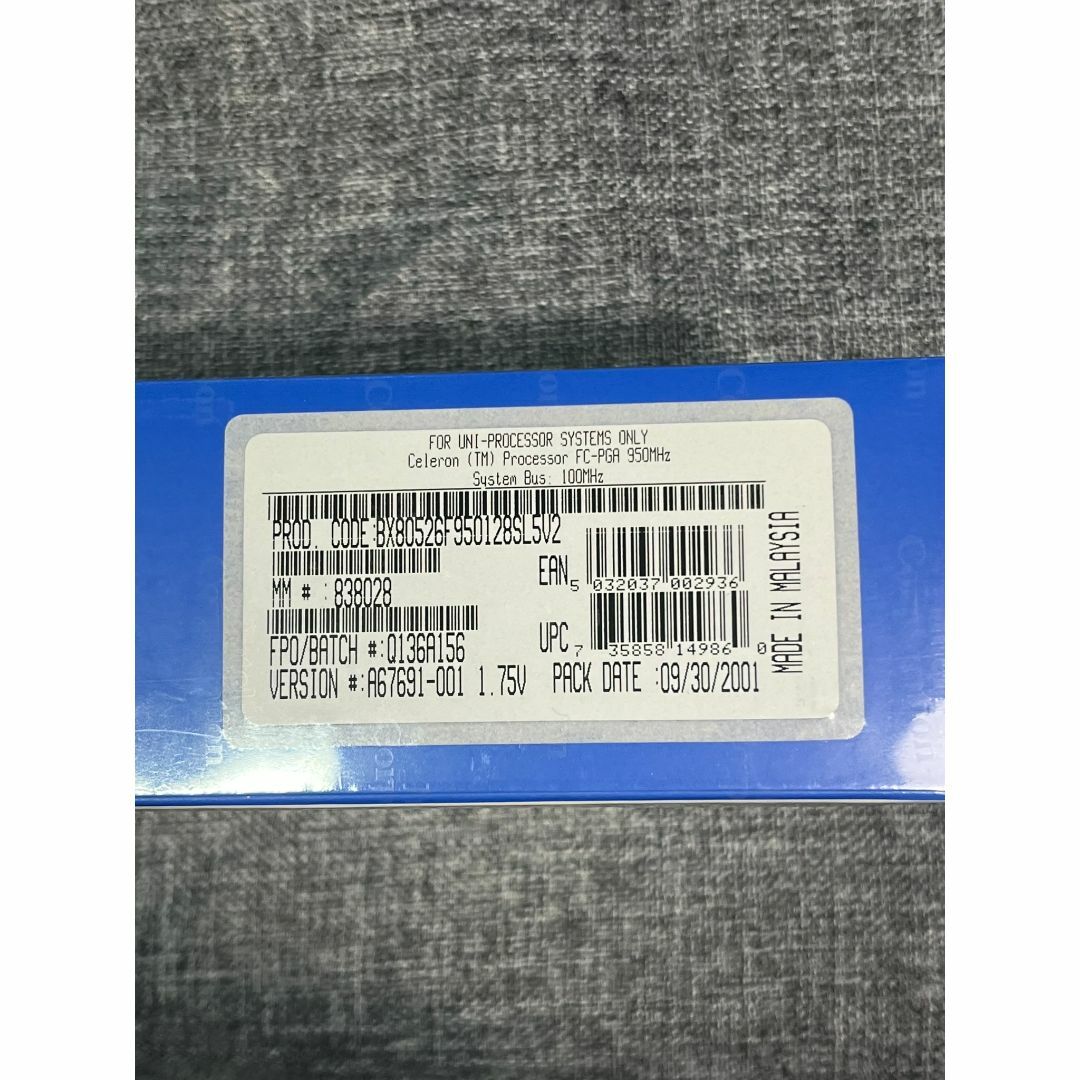 FOR UNI-PROCESSOR SYSTEMS ONLY
Celeron (TM) Processor FC-PGA 950MHz
System Bus: 100MHz
PROD. CODE:BX80526F950128SL5V2
MM # : 838028
FPO/BATCH #:Q136A156
VERSION #:A67691-001 1.75V
EAN 5 032037 002936
UPC 7 35858 14986 0
PACK DATE :09/30/2001
MADE IN MALAYSIA